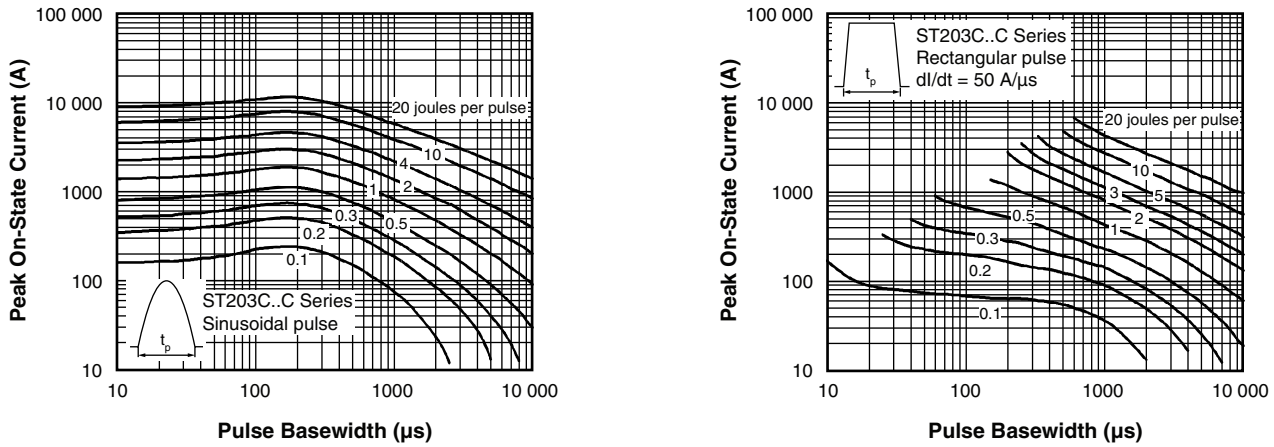 Peak On-State Current (A)
100 000
10 000
1000
100
10
20 joules per pulse
10
4
2
1
0.5
0.3
0.2
0.1
ST203C..C Series
Sinusoidal pulse
tp
10
100
1000
10 000
Pulse Basewidth (µs)
Peak On-State Current (A)
100 000
10 000
1000
100
10
tp
ST203C..C Series
Rectangular pulse
dI/dt = 50 A/µs
20 joules per pulse
10
5
3
2
1
0.5
0.3
0.2
0.1
10
100
1000
10 000
Pulse Basewidth (µs)